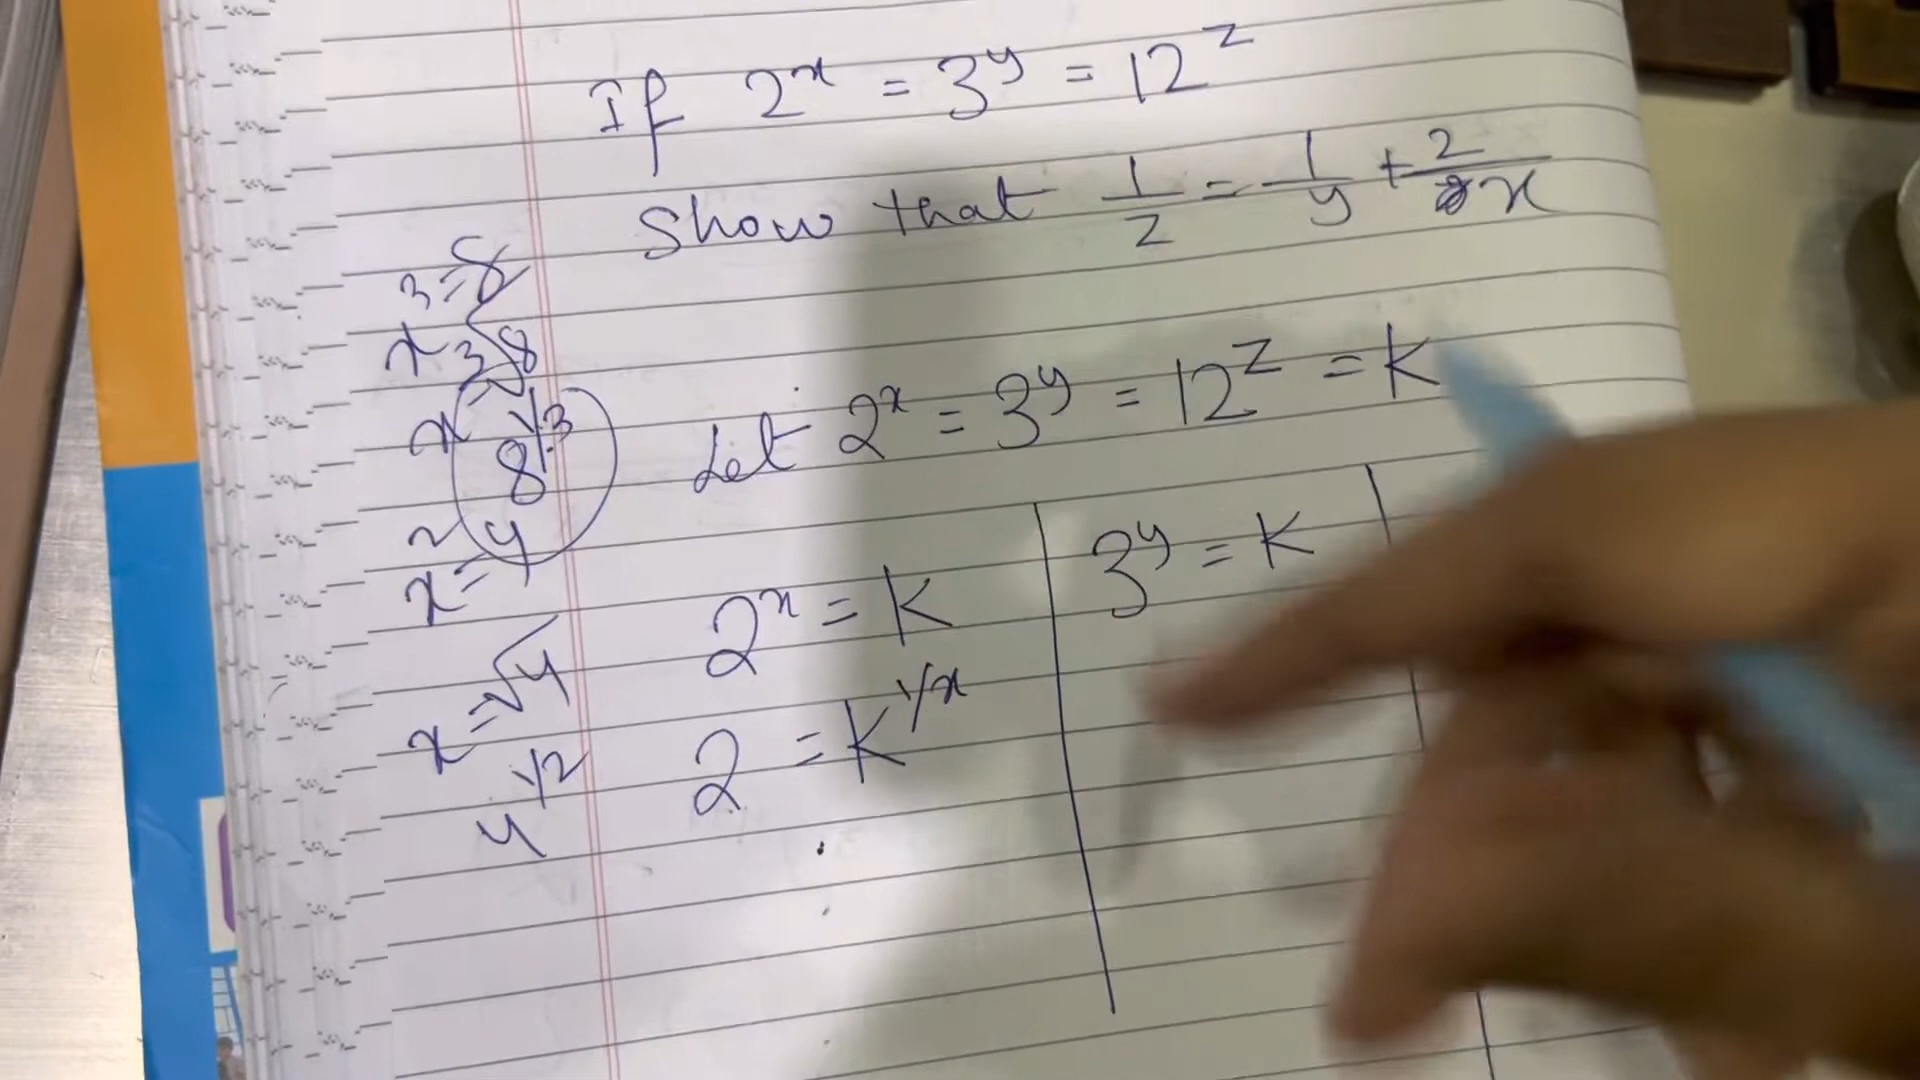 If 2^x = 3^y = 12^z
Show that 1/z = 1/y + 2/x
x^3 = 8
x = ∛8
x 8^1/3
x^2 = 4
x = √4
4^1/2
Let 2^x = 3^y = 12^z = K
2^x = K
2 = K^1/x
3^y = K